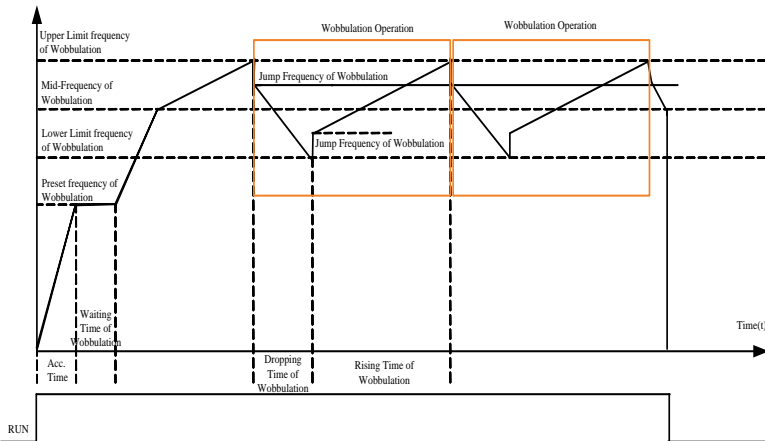 Wobbulation Operation
Wobbulation Operation
Upper Limit frequency
of Wobbulation
Jump Frequency of Wobbulation
Mid-Frequency of
Wobbulation
Lower Limit frequency
of Wobbulation
Jump Frequency of Wobbulation
Preset frequency of
Wobbulation
Waiting
Time of
Wobbulation
Time(t)
Acc.
Time
Dropping
Time of
Wobbulation
Rising Time of
Wobbulation
RUN